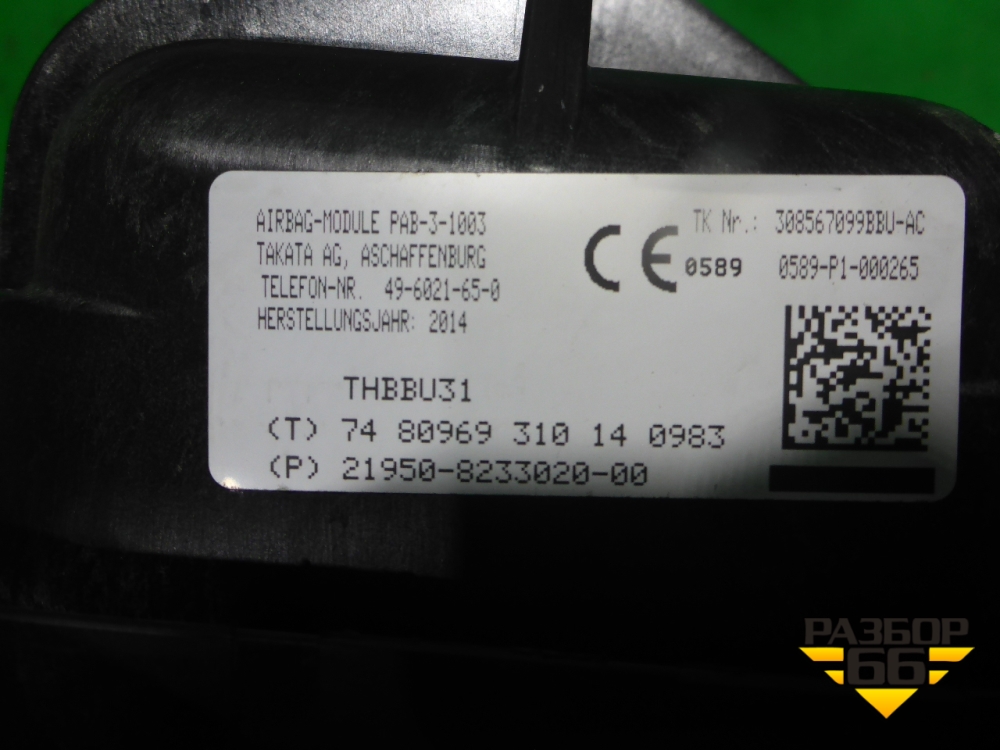 AIRBAG-MODULE PAB-3-1003
TAKATA AG, ASCHAFFENBURG
TELEFON-NR. 49-6021-65-0
HERSTELLUNGSJAHR: 2014
CE 0589
TK Nr.: 308567099BBU-AC
0589-P1-000265
THBBU31
(T) 74 80969 310 14 0983
(P) 21950-8233020-00
РАЗБОР
66